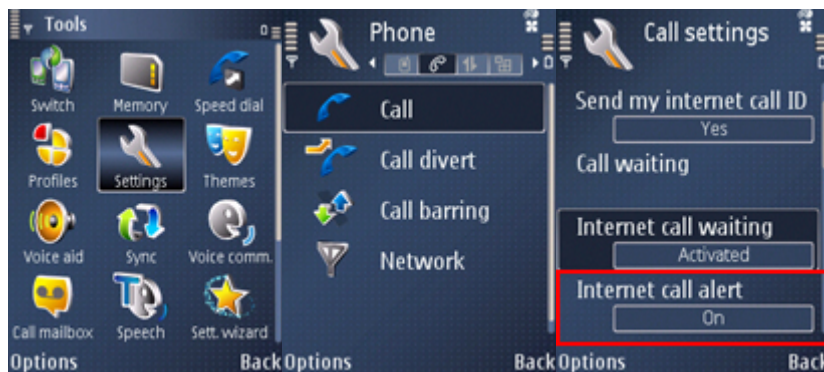 Tools
Switch Memory Speed dial
Profiles Settings Themes
Voice aid Sync Voice comm.
Call mailbox Speech Sett. wizard
Options Back
Phone
Call
Call divert
Call barring
Network
Options Back
Call settings
Send my internet call ID
Yes
Call waiting
Internet call waiting
Activated
Internet call alert
On
Options Back